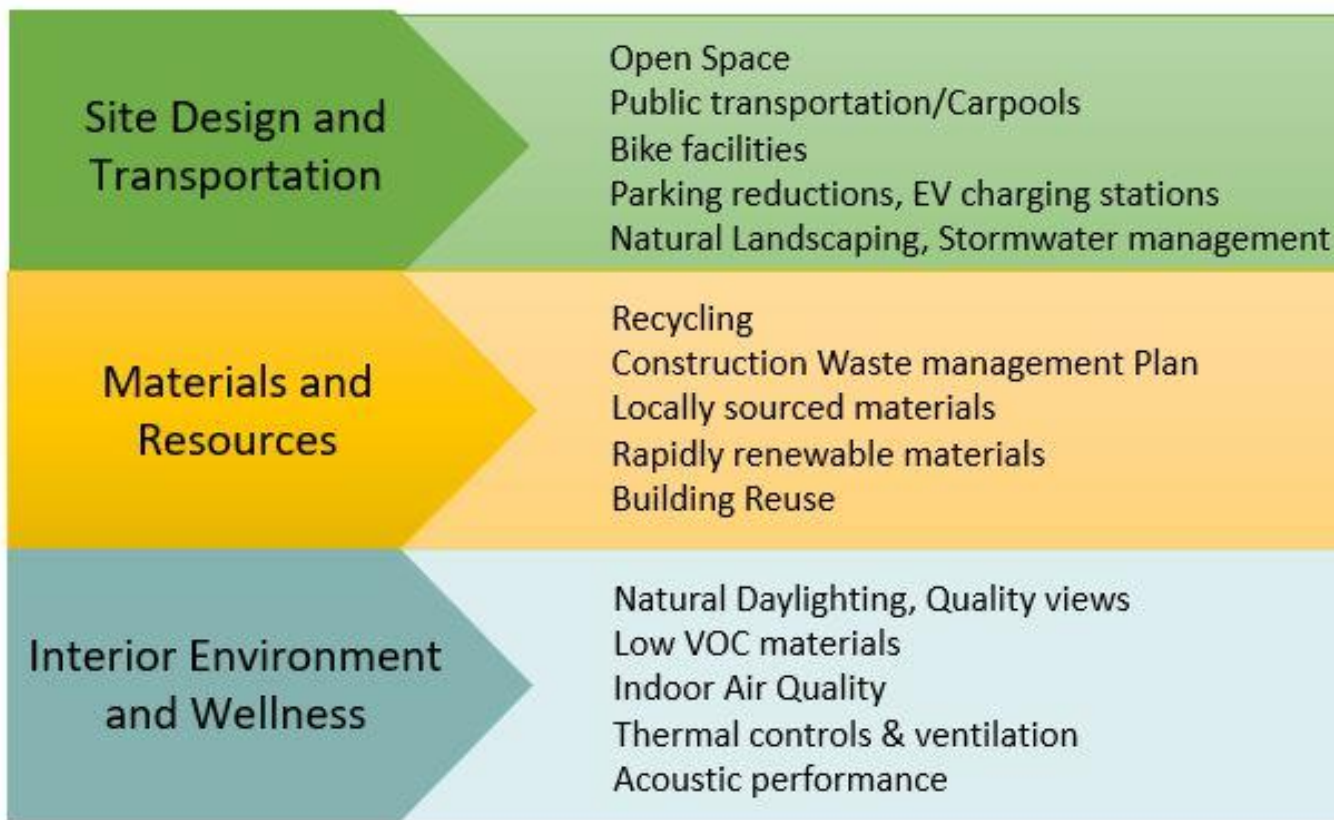 Site Design and
Transportation
Open Space
Public transportation/Carpools
Bike facilities
Parking reductions, EV charging stations
Natural Landscaping, Stormwater management
Materials and
Resources
Recycling
Construction Waste management Plan
Locally sourced materials
Rapidly renewable materials
Building Reuse
Interior Environment
and Wellness
Natural Daylighting, Quality views
Low VOC materials
Indoor Air Quality
Thermal controls & ventilation
Acoustic performance